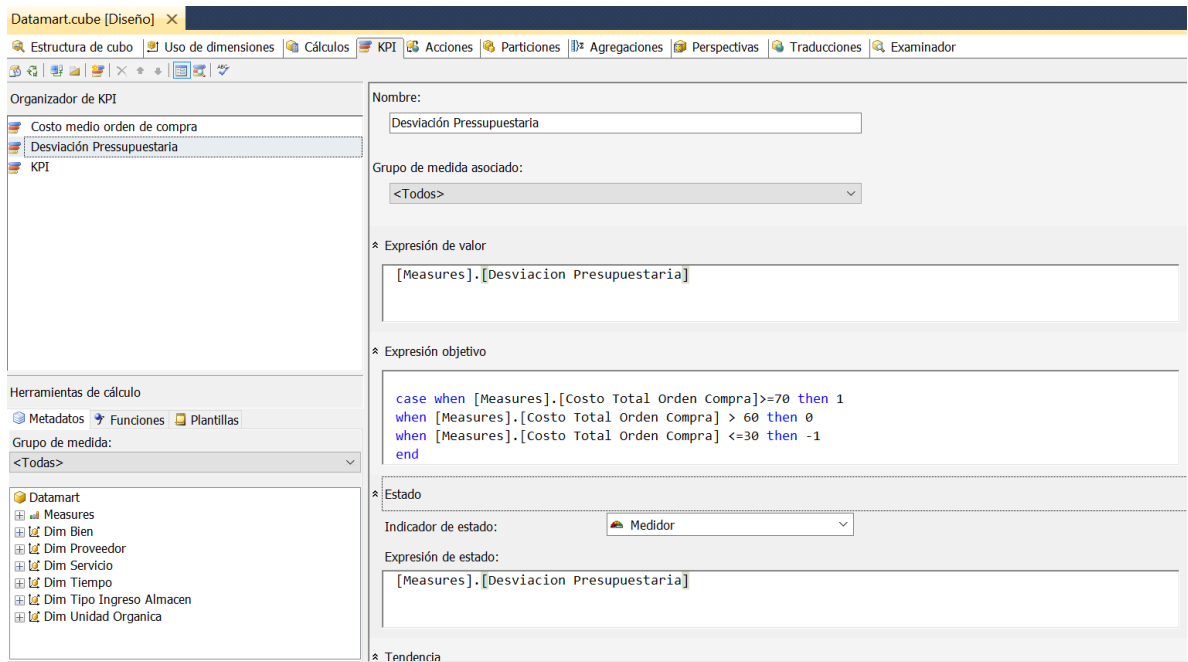 Datamart.cube [Diseño]
Estructura de cubo Uso de dimensiones Cálculos KPI Acciones Particiones Agregaciones Perspectivas Traducciones Examinador
Organizador de KPI
Costo medio orden de compra
Desviación Pressupuestaria
KPI
Herramientas de cálculo
Metadatos Funciones Plantillas
Grupo de medida:
<Todas>
Datamart
Measures
Dim Bien
Dim Proveedor
Dim Servicio
Dim Tiempo
Dim Tipo Ingreso Almacen
Dim Unidad Organica
Nombre:
Desviación Pressupuestaria
Grupo de medida asociado:
<Todos>
Expresión de valor
[Measures].[Desviacion Presupuestaria]
Expresión objetivo
case when [Measures].[Costo Total Orden Compra]>=70 then 1
when [Measures].[Costo Total Orden Compra] > 60 then 0
when [Measures].[Costo Total Orden Compra] <=30 then -1
end
Estado
Indicador de estado: Medidor
Expresión de estado:
[Measures].[Desviacion Presupuestaria]
Tendencia